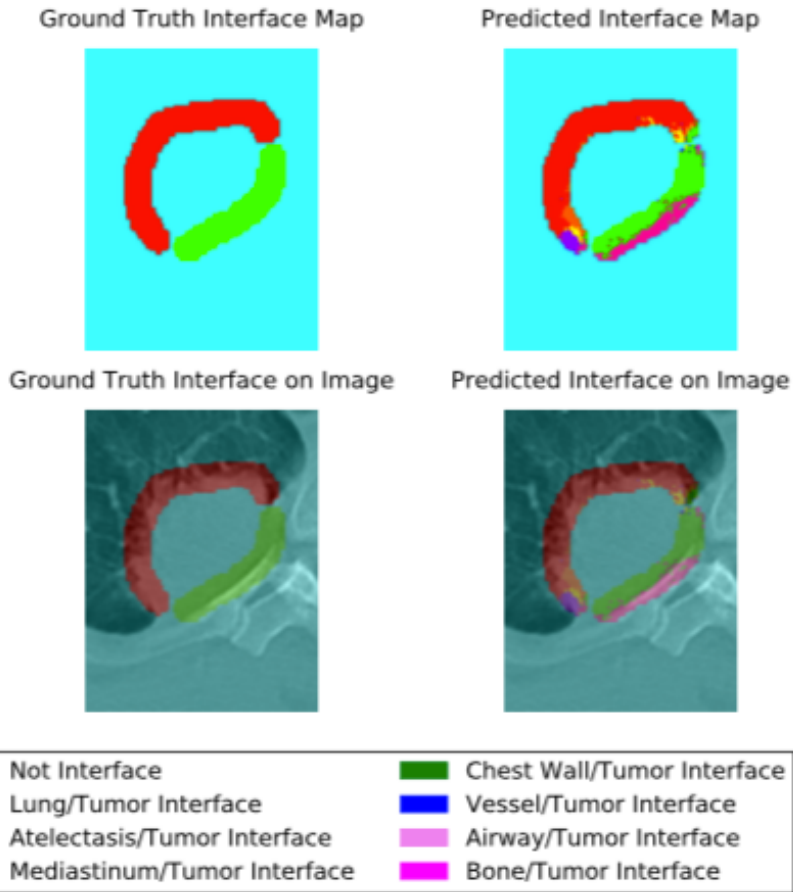 Ground Truth Interface Map
Predicted Interface Map
Ground Truth Interface on Image
Predicted Interface on Image
Not Interface
Chest Wall/Tumor Interface
Lung/Tumor Interface
Vessel/Tumor Interface
Atelectasis/Tumor Interface
Airway/Tumor Interface
Mediastinum/Tumor Interface
Bone/Tumor Interface